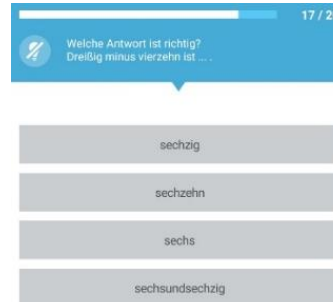 17 / 2
Welche Antwort ist richtig?
Dreißig minus vierzehn ist ... .
sechzig
sechzehn
sechs
sechsundsechzig